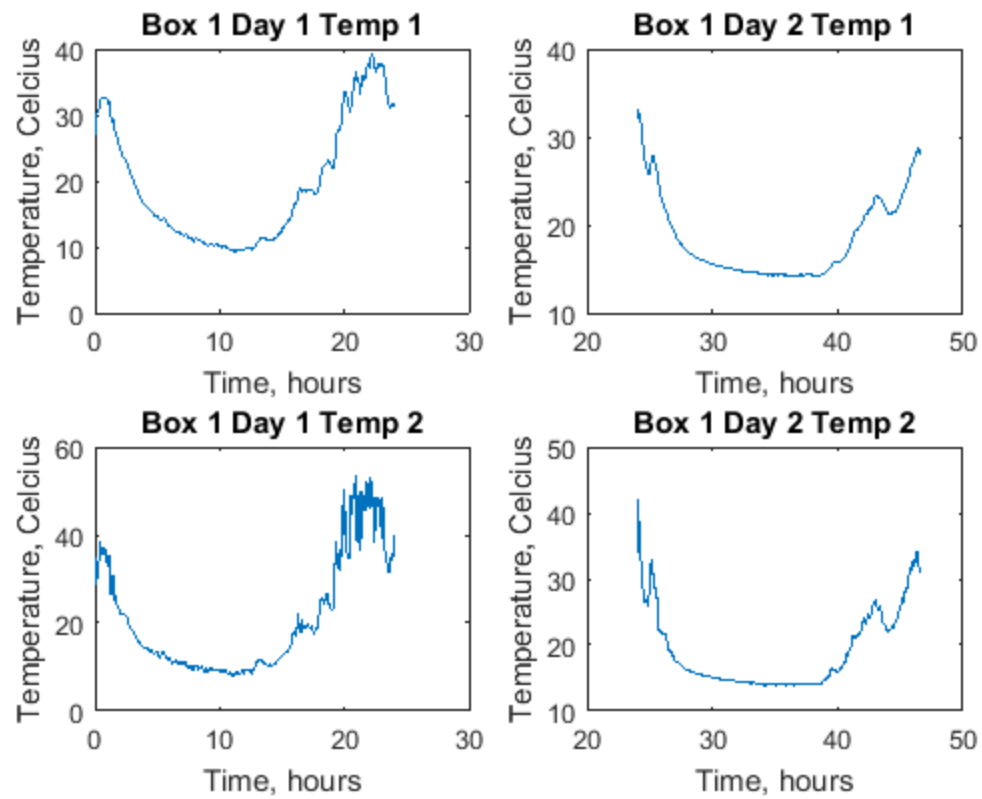 Box 1 Day 1 Temp 1
Temperature, Celcius
40
30
20
10
0
0 10 20 30
Time, hours
Box 1 Day 2 Temp 1
Temperature, Celcius
40
30
20
10
20 30 40 50
Time, hours
Box 1 Day 1 Temp 2
Temperature, Celcius
60
40
20
0
0 10 20 30
Time, hours
Box 1 Day 2 Temp 2
Temperature, Celcius
50
40
30
20
10
20 30 40 50
Time, hours